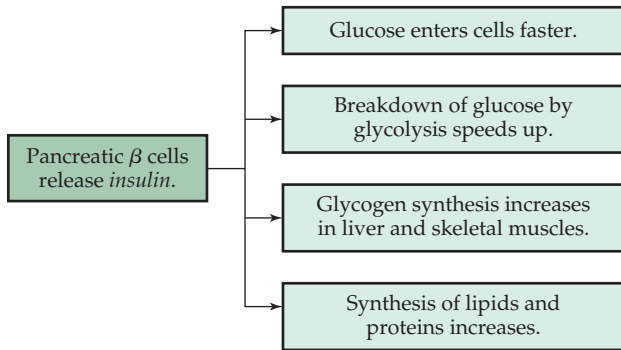 Glucose enters cells faster.
Breakdown of glucose by
glycolysis speeds up.
Pancreatic β cells
release insulin.
Glycogen synthesis increases
in liver and skeletal muscles.
Synthesis of lipids and
proteins increases.